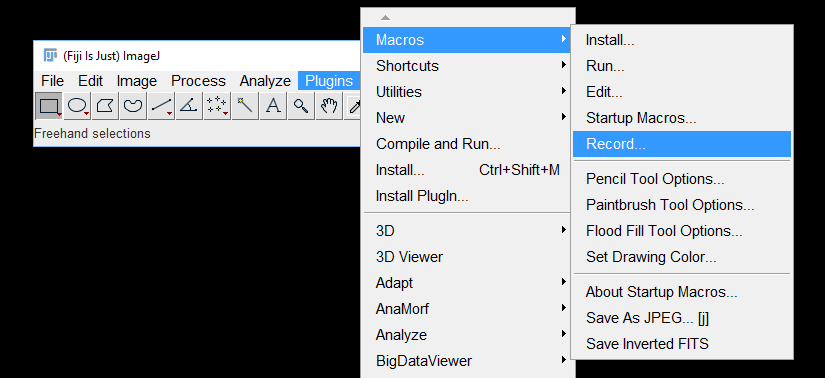 (Fiji Is Just) ImageJ
File Edit Image Process Analyze Plugins
A
Freehand selections
Macros
Shortcuts
Utilities
New
Compile and Run...
Install... Ctrl+Shift+M
Install PlugIn...
3D
3D Viewer
Adapt
AnaMorf
Analyze
BigDataViewer
Install...
Run...
Edit...
Startup Macros...
Record...
Pencil Tool Options...
Paintbrush Tool Options...
Flood Fill Tool Options...
Set Drawing Color...
About Startup Macros...
Save As JPEG... [j]
Save Inverted FITS